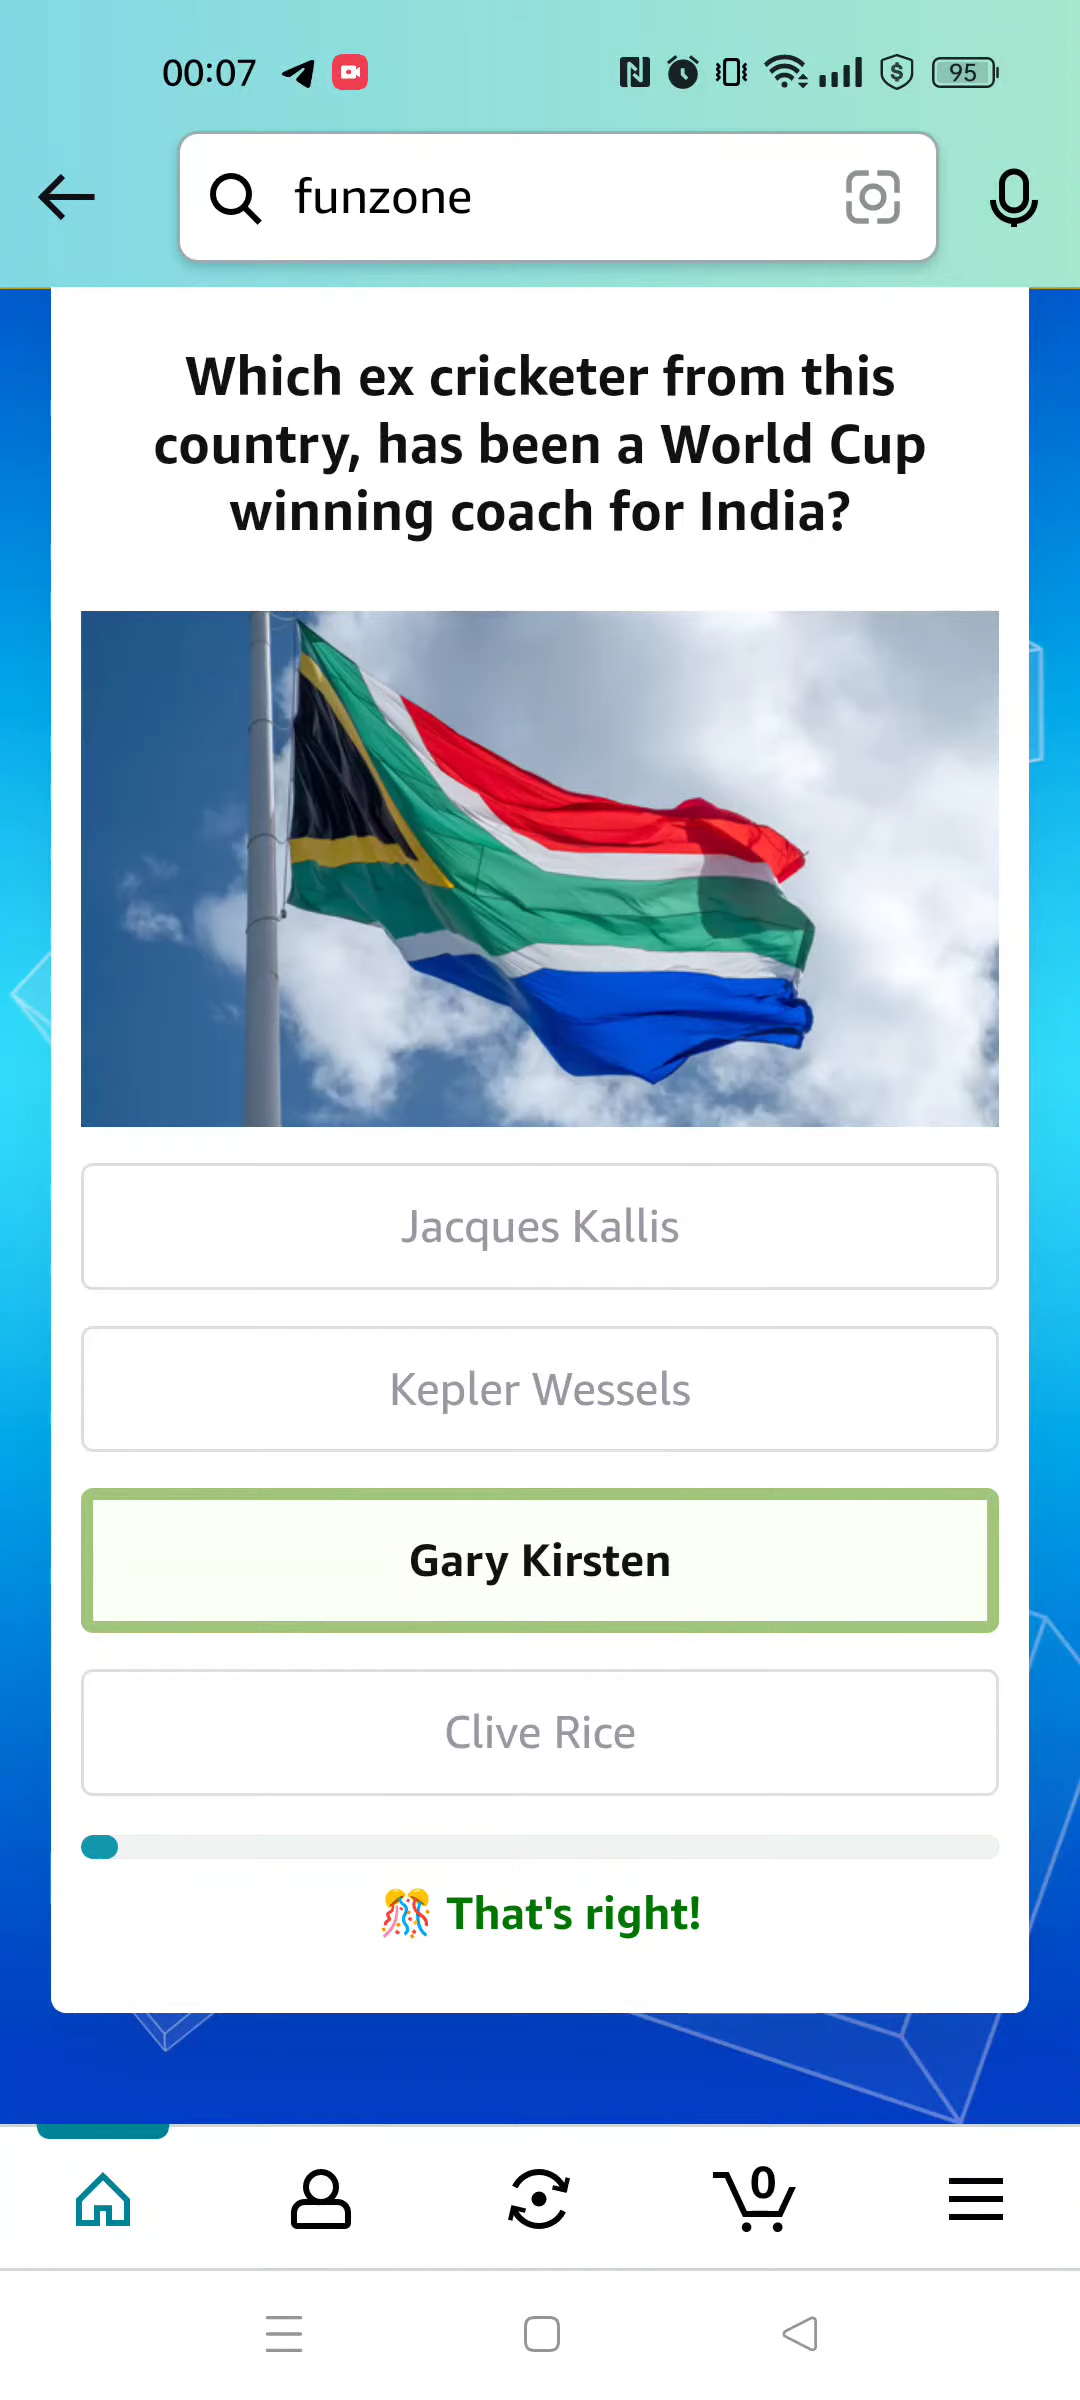 00:07
95
funzone
Which ex cricketer from this
country, has been a World Cup
winning coach for India?
Jacques Kallis
Kepler Wessels
Gary Kirsten
Clive Rice
🎊 That's right!
0